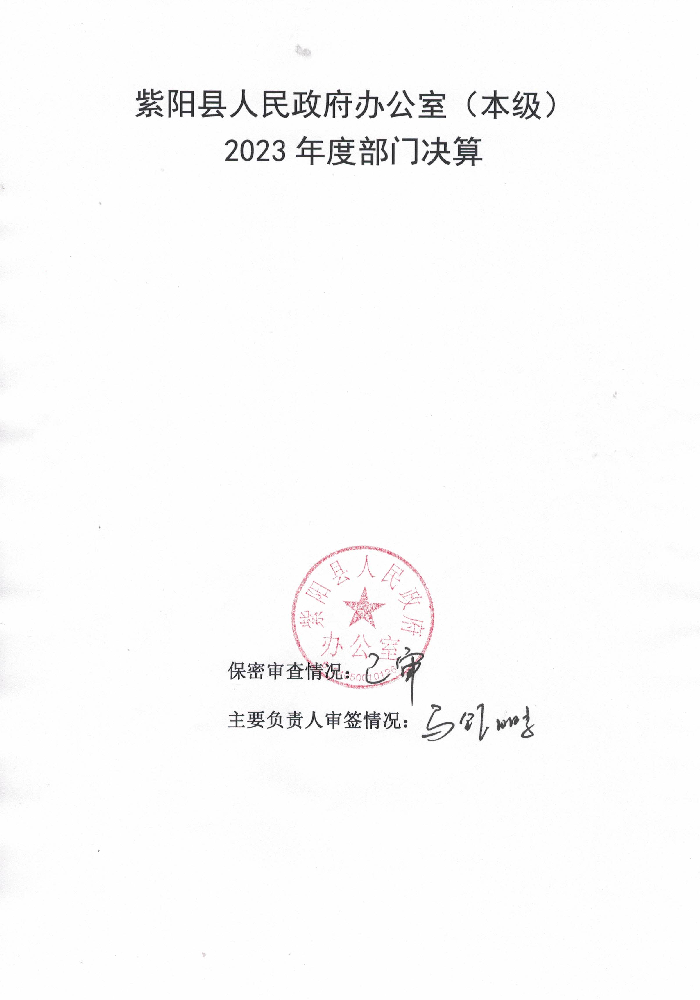 紫阳县人民政府办公室（本级）
2023 年度部门决算
紫阳县人民政府
办公室
保密审查情况：已审
主要负责人审签情况：马